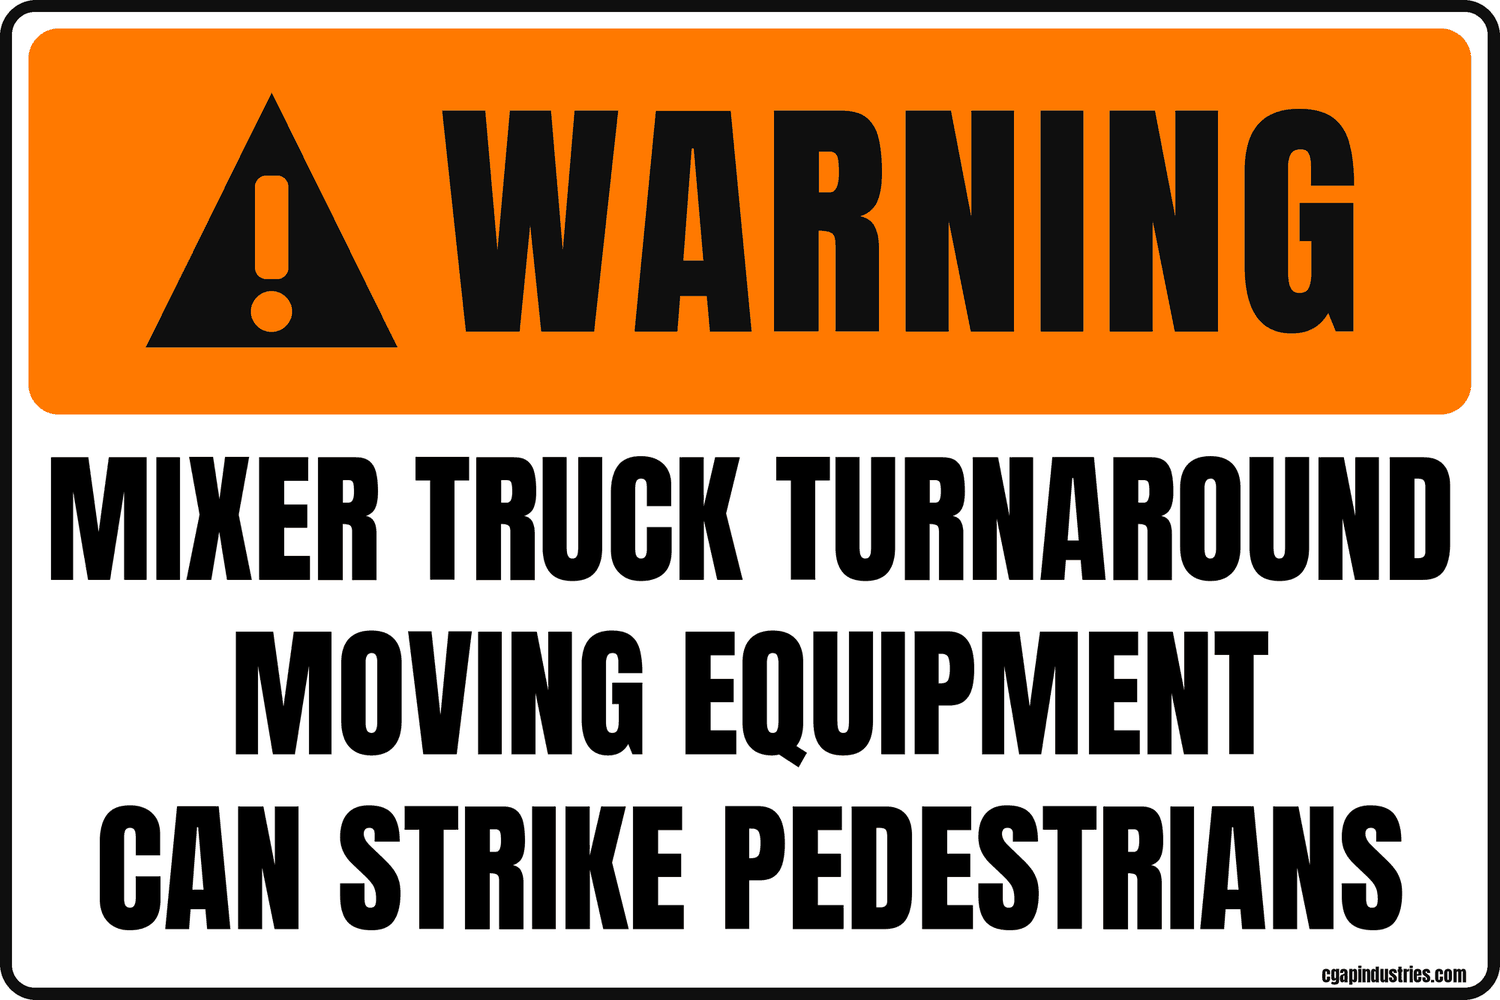 WARNING
MIXER TRUCK TURNAROUND
MOVING EQUIPMENT
CAN STRIKE PEDESTRIANS
cgapindustries.com